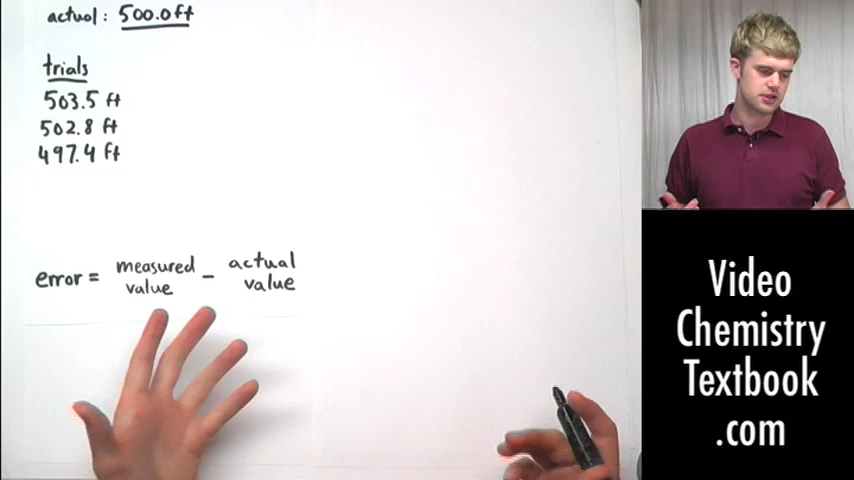 actual: 500.0 ft
trials
503.5 ft
502.8 ft
497.4 ft
error = measured value - actual value
Video
Chemistry
Textbook
.com